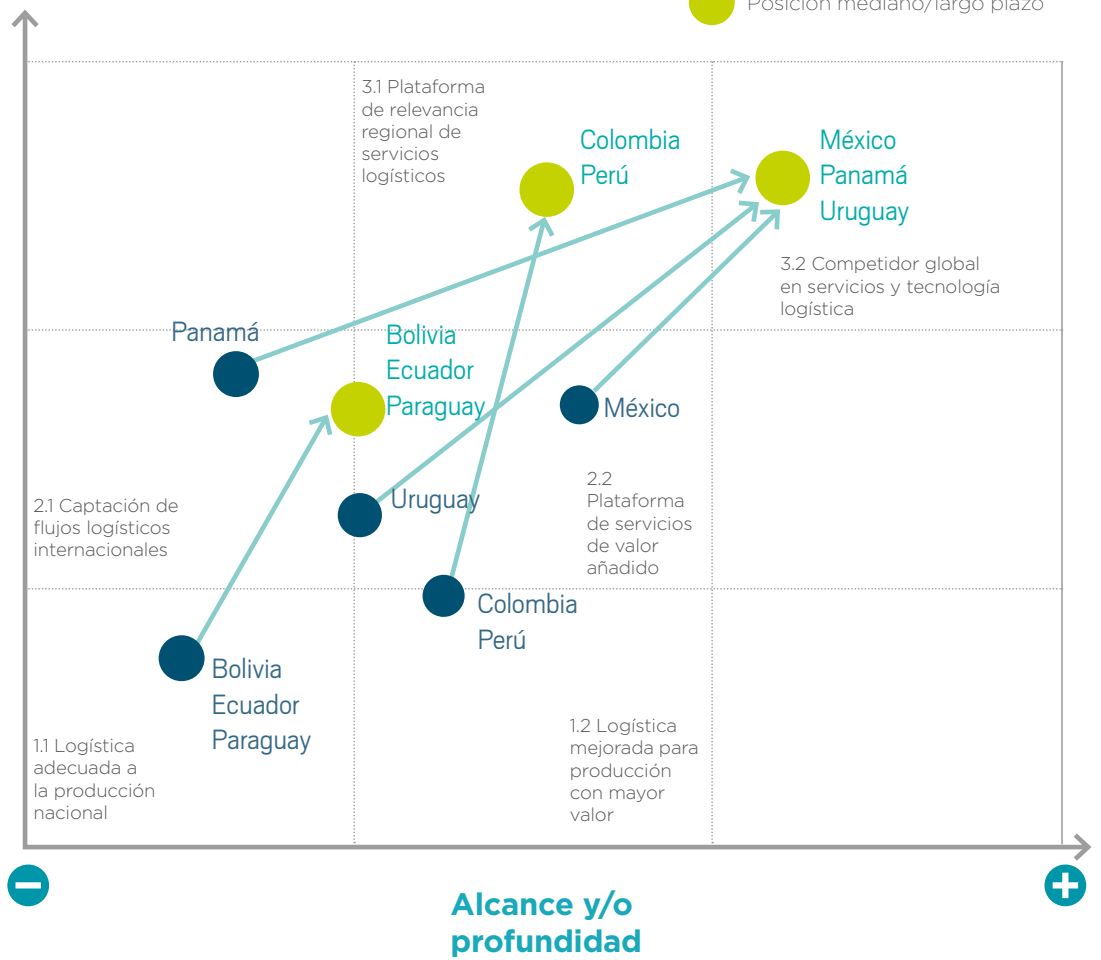 Posición mediano/largo plazo
3.1 Plataforma
de relevancia
regional de
servicios
logísticos
Colombia
Perú
México
Panamá
Uruguay
3.2 Competidor global
en servicios y tecnología
logística
Panamá
Bolivia
Ecuador
Paraguay
México
2.1 Captación de
flujos logísticos
internacionales
Uruguay
2.2
Plataforma
de servicios
de valor
añadido
Colombia
Perú
Bolivia
Ecuador
Paraguay
1.1 Logística
adecuada a
la producción
nacional
1.2 Logística
mejorada para
producción
con mayor
valor
Alcance y/o
profundidad